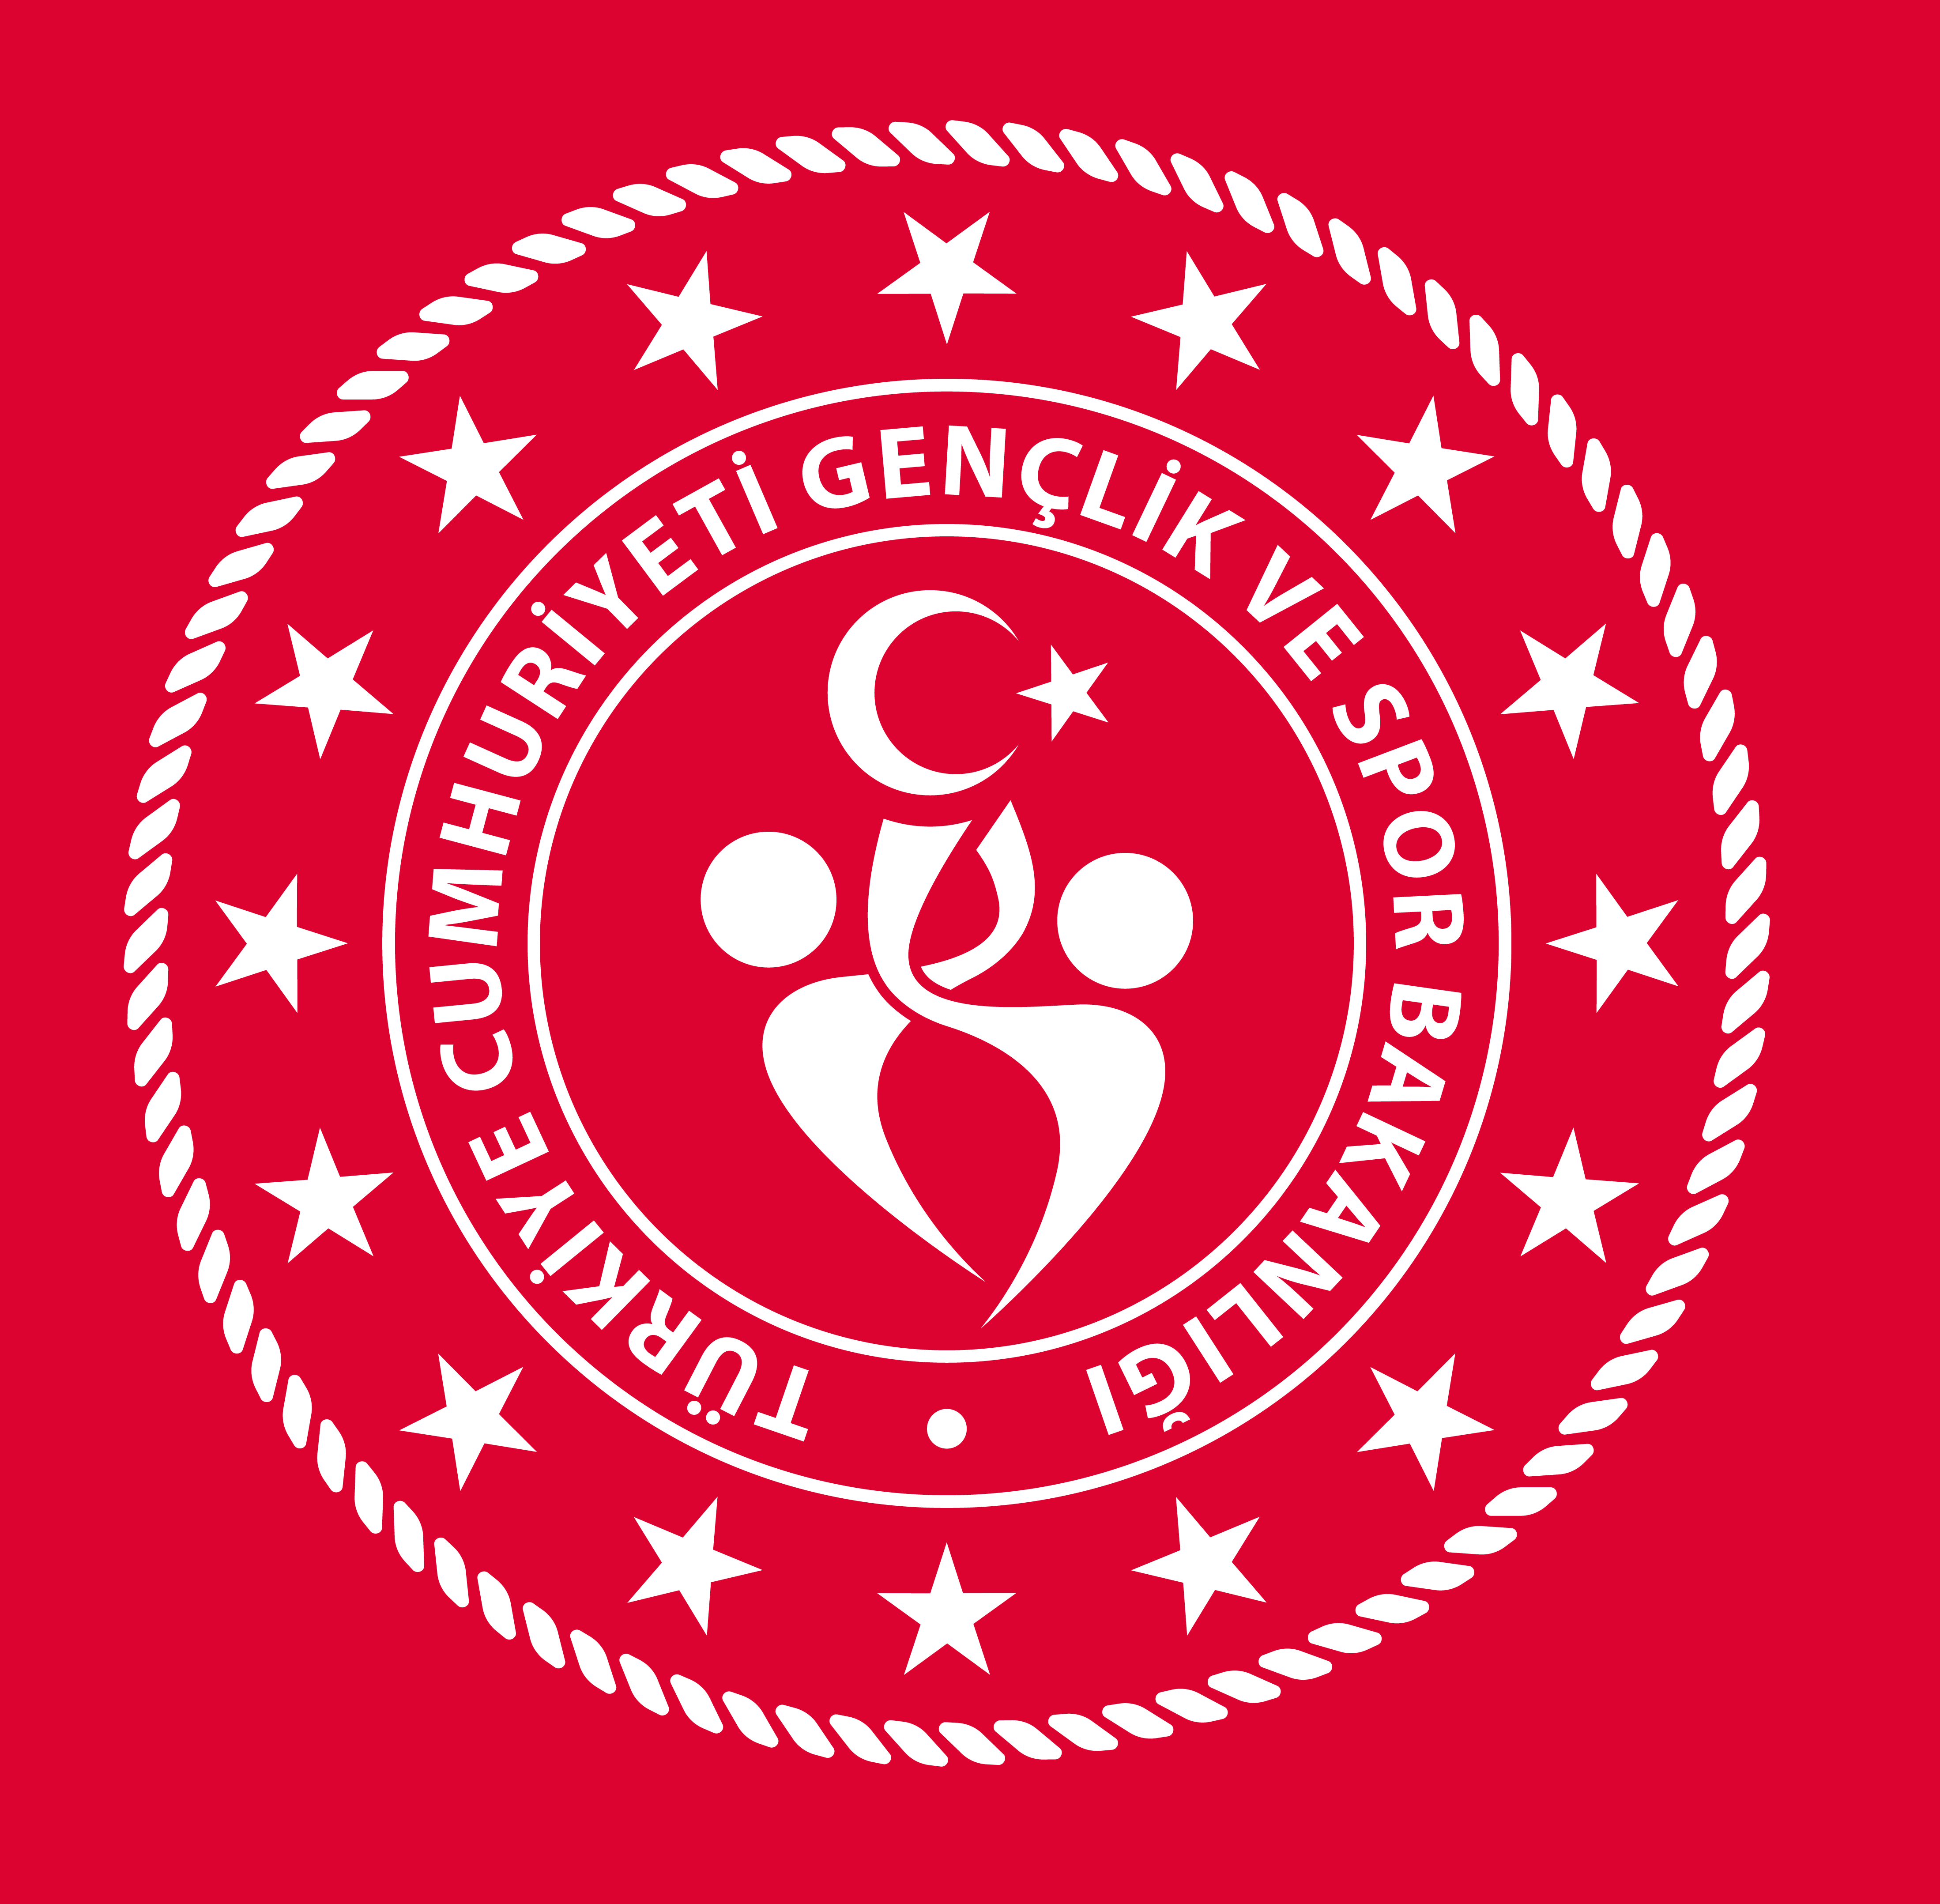 TÜRKİYE CUMHURİYETİ GENÇLİK VE SPOR BAKANLIĞI